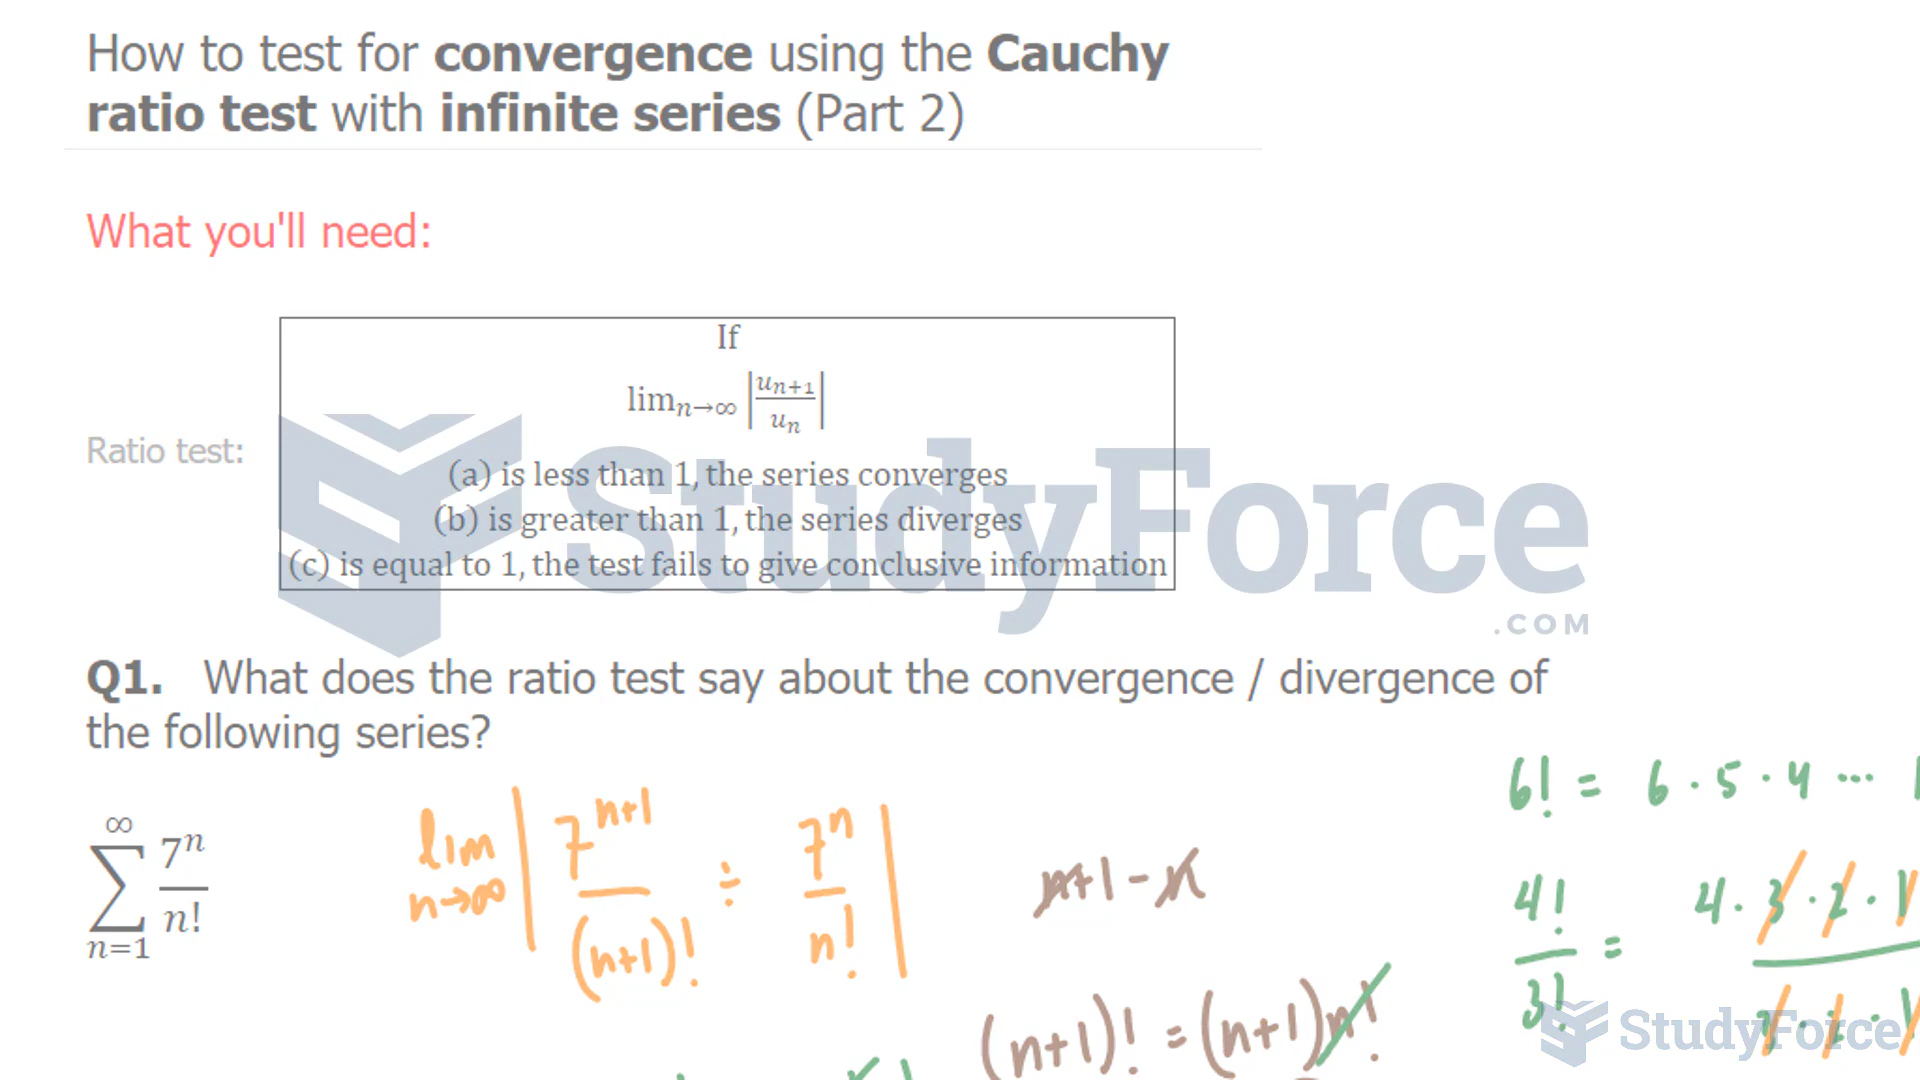 How to test for convergence using the Cauchy
ratio test with infinite series (Part 2)
What you'll need:
Ratio test:
If
lim n→∞ |u_{n+1} / u_n|
(a) is less than 1, the series converges
(b) is greater than 1, the series diverges
(c) is equal to 1, the test fails to give conclusive information
StudyForce
.COM
Q1. What does the ratio test say about the convergence / divergence of
the following series?
∞
∑ 7^n / n!
n=1
lim n→∞ | 7^{n+1} / (n+1)! ÷ 7^n / n! |
n+1 - n
(n+1)! = (n+1)n!
6! = 6 · 5 · 4 ...
4! / 3! = 4 · 3 · 2 · 1
StudyForce